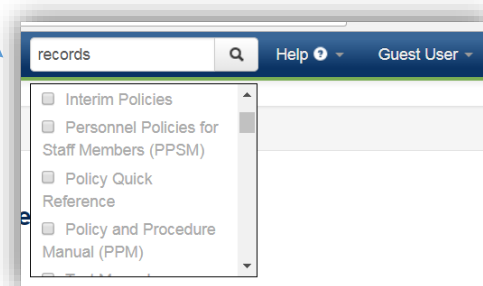 records Help ? Guest User
Interim Policies
Personnel Policies for
Staff Members (PPSM)
Policy Quick
Reference
e
Policy and Procedure
Manual (PPM)